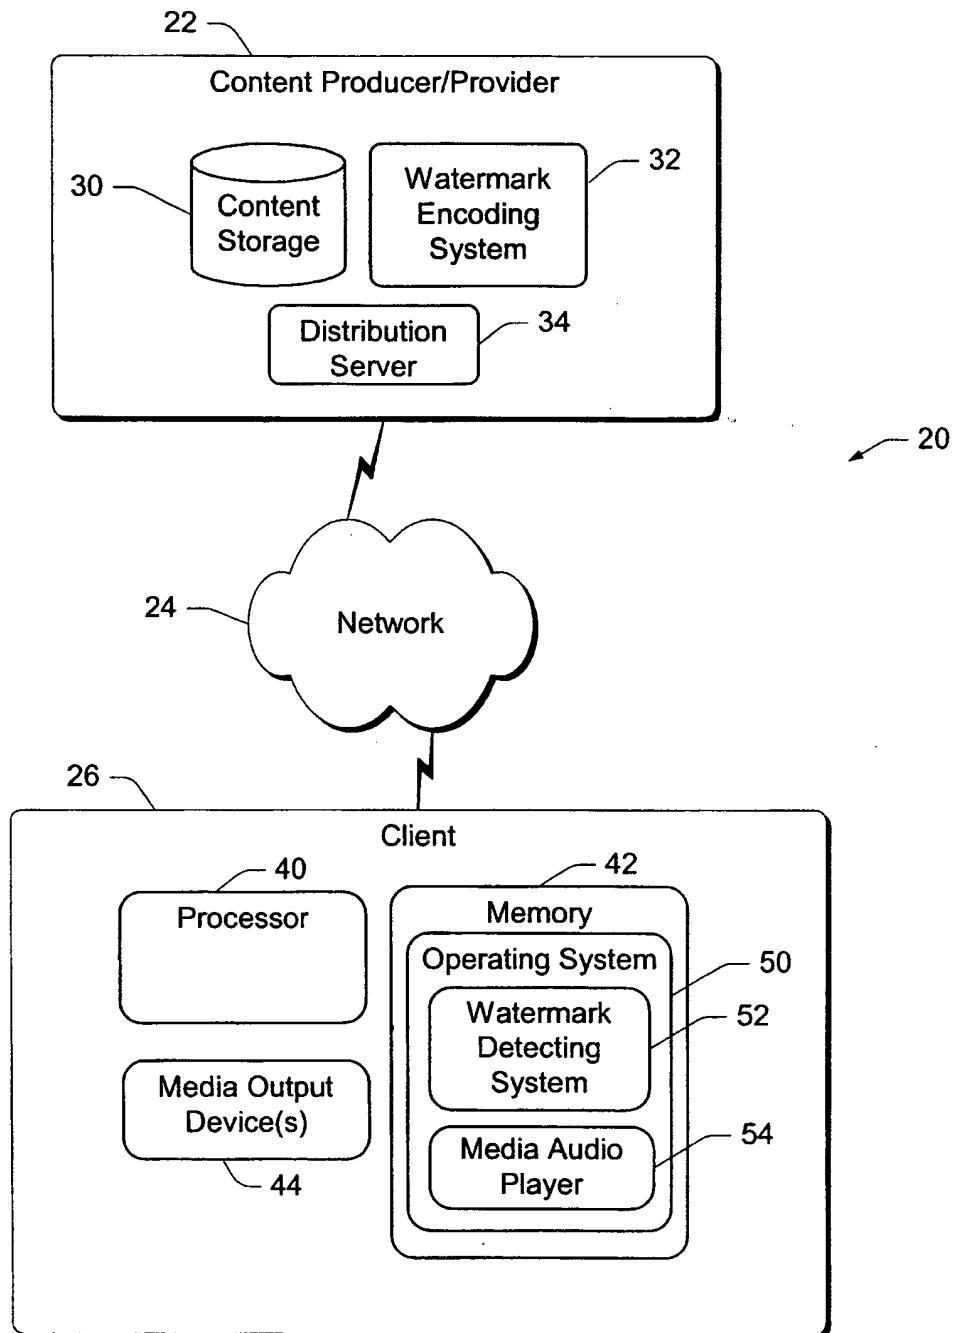 22
Content Producer/Provider
30
Content
Storage
Watermark
Encoding
System
32
Distribution
Server
34
20
24
Network
26
Client
40
Processor
42
Memory
Operating System
50
Watermark
Detecting
System
52
Media Output
Device(s)
44
Media Audio
Player
54